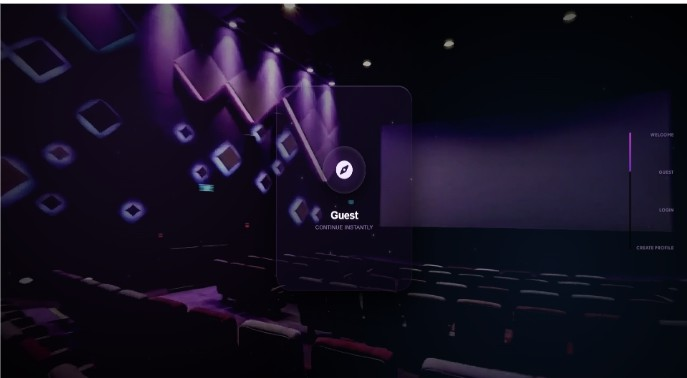 Guest
CONTINUE INSTANTLY
WELCOME
GUEST
LOGIN
CREATE PROFILE